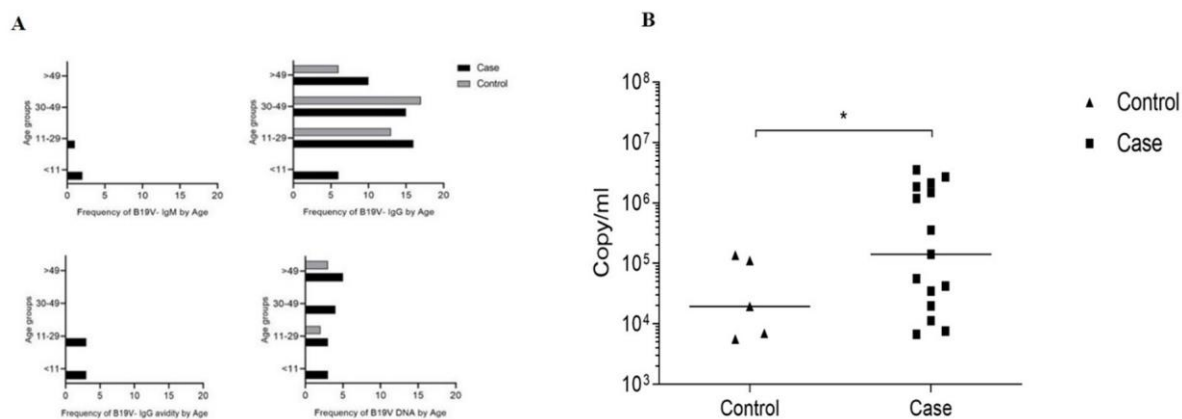 A
B
>49
30-49
11-29
<11
Age groups
0 5 10 15 20
Frequency of B19V- IgM by Age
>49
30-49
11-29
<11
Age groups
0 5 10 15 20
Frequency of B19V- IgG by Age
Case
Control
>49
30-49
11-29
<11
Age groups
0 5 10 15 20
Frequency of B19V- IgG avidity by Age
>49
30-49
11-29
<11
Age groups
0 5 10 15 20
Frequency of B19V DNA by Age
10⁸
10⁷
10⁶
10⁵
10⁴
10³
Copy/ml
*
Control
Case
Control
Case